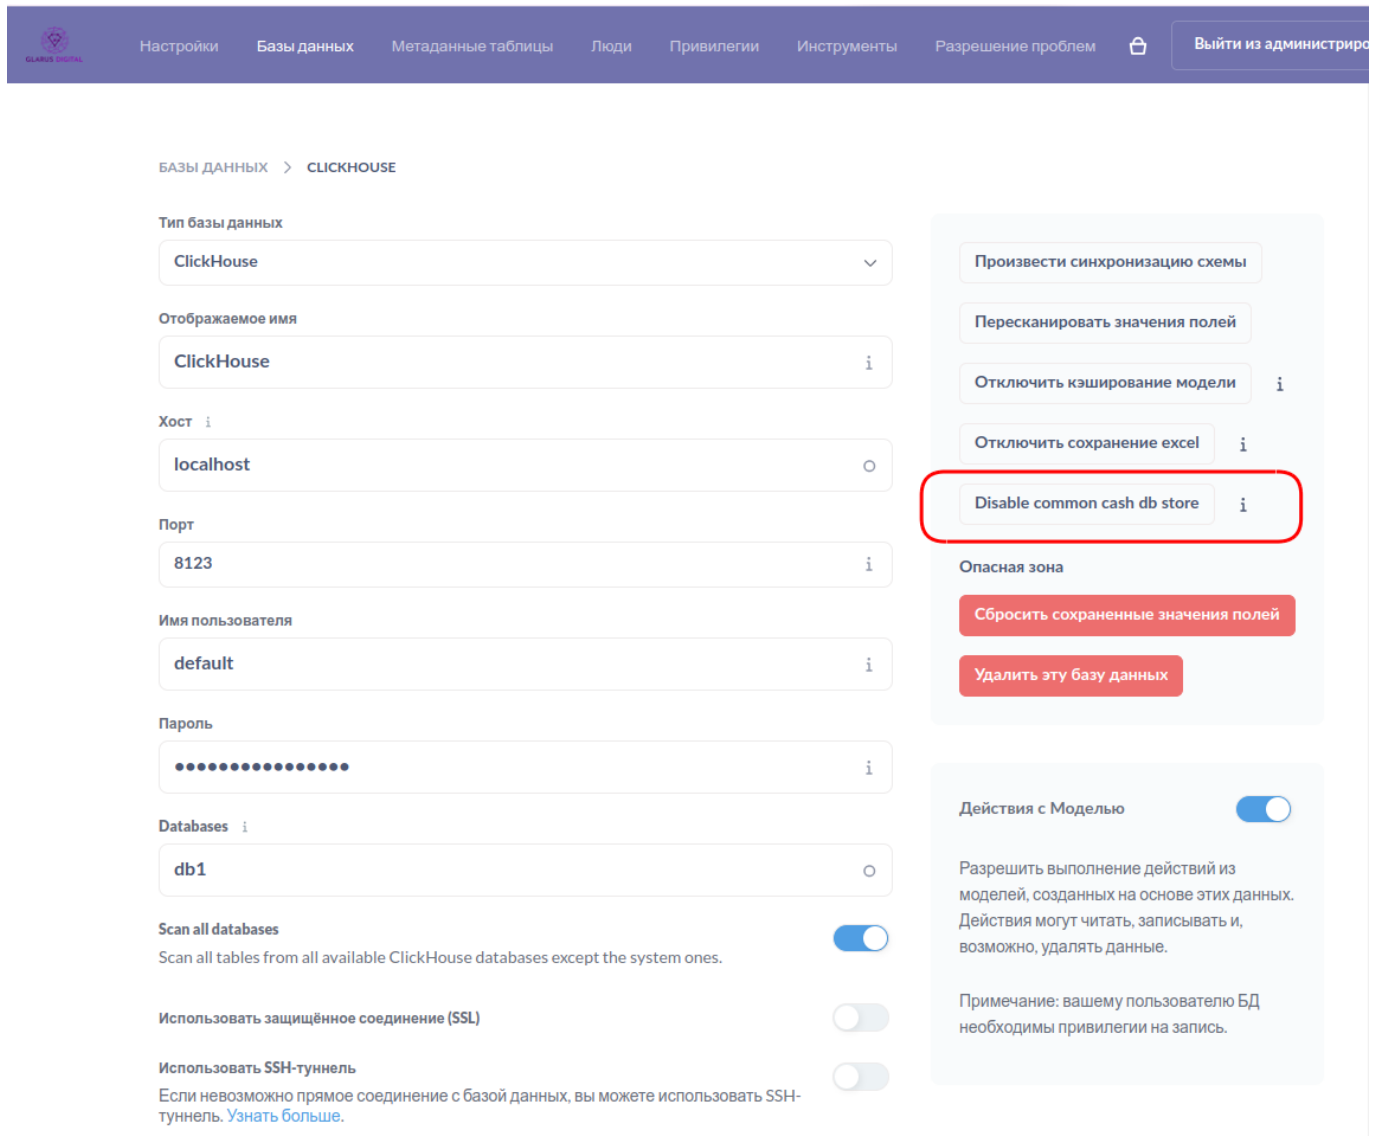 GLARUS DIGITAL
Настройки Базы данных Метаданные таблицы Люди Привилегии Инструменты Разрешение проблем Выйти из администриро
БАЗЫ ДАННЫХ > CLICKHOUSE
Тип базы данных
ClickHouse
Отображаемое имя
ClickHouse
Хост
localhost
Порт
8123
Имя пользователя
default
Пароль
Databases
db1
Scan all databases
Scan all tables from all available ClickHouse databases except the system ones.
Использовать защищённое соединение (SSL)
Использовать SSH-туннель
Если невозможно прямое соединение с базой данных, вы можете использовать SSH-
туннель. Узнать больше.
Произвести синхронизацию схемы
Пересканировать значения полей
Отключить кэширование модели
Отключить сохранение excel
Disable common cash db store
Опасная зона
Сбросить сохраненные значения полей
Удалить эту базу данных
Действия с Моделью
Разрешить выполнение действий из
моделей, созданных на основе этих данных.
Действия могут читать, записывать и,
возможно, удалять данные.
Примечание: вашему пользователю БД
необходимы привилегии на запись.